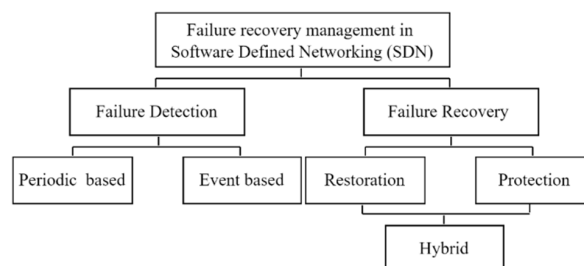 Failure recovery management in
Software Defined Networking (SDN)
Failure Detection
Failure Recovery
Periodic based
Event based
Restoration
Protection
Hybrid